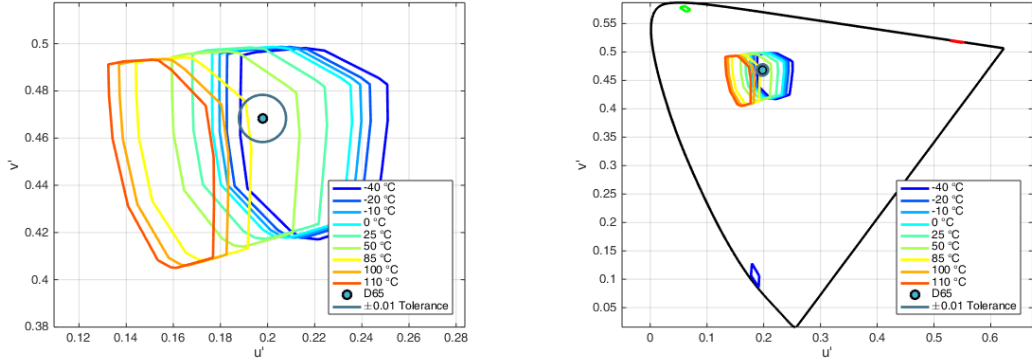 0.5
0.48
0.46
0.44
0.42
0.4
0.38
v'
0.12 0.14 0.16 0.18 0.2 0.22 0.24 0.26 0.28
u'
-40 °C
-20 °C
-10 °C
0 °C
25 °C
50 °C
85 °C
100 °C
110 °C
D65
±0.01 Tolerance
0.55
0.5
0.45
0.4
0.35
0.3
0.25
0.2
0.15
0.1
0.05
v'
0 0.1 0.2 0.3 0.4 0.5 0.6 0.7
u'
-40 °C
-20 °C
-10 °C
0 °C
25 °C
50 °C
85 °C
100 °C
110 °C
D65
±0.01 Tolerance